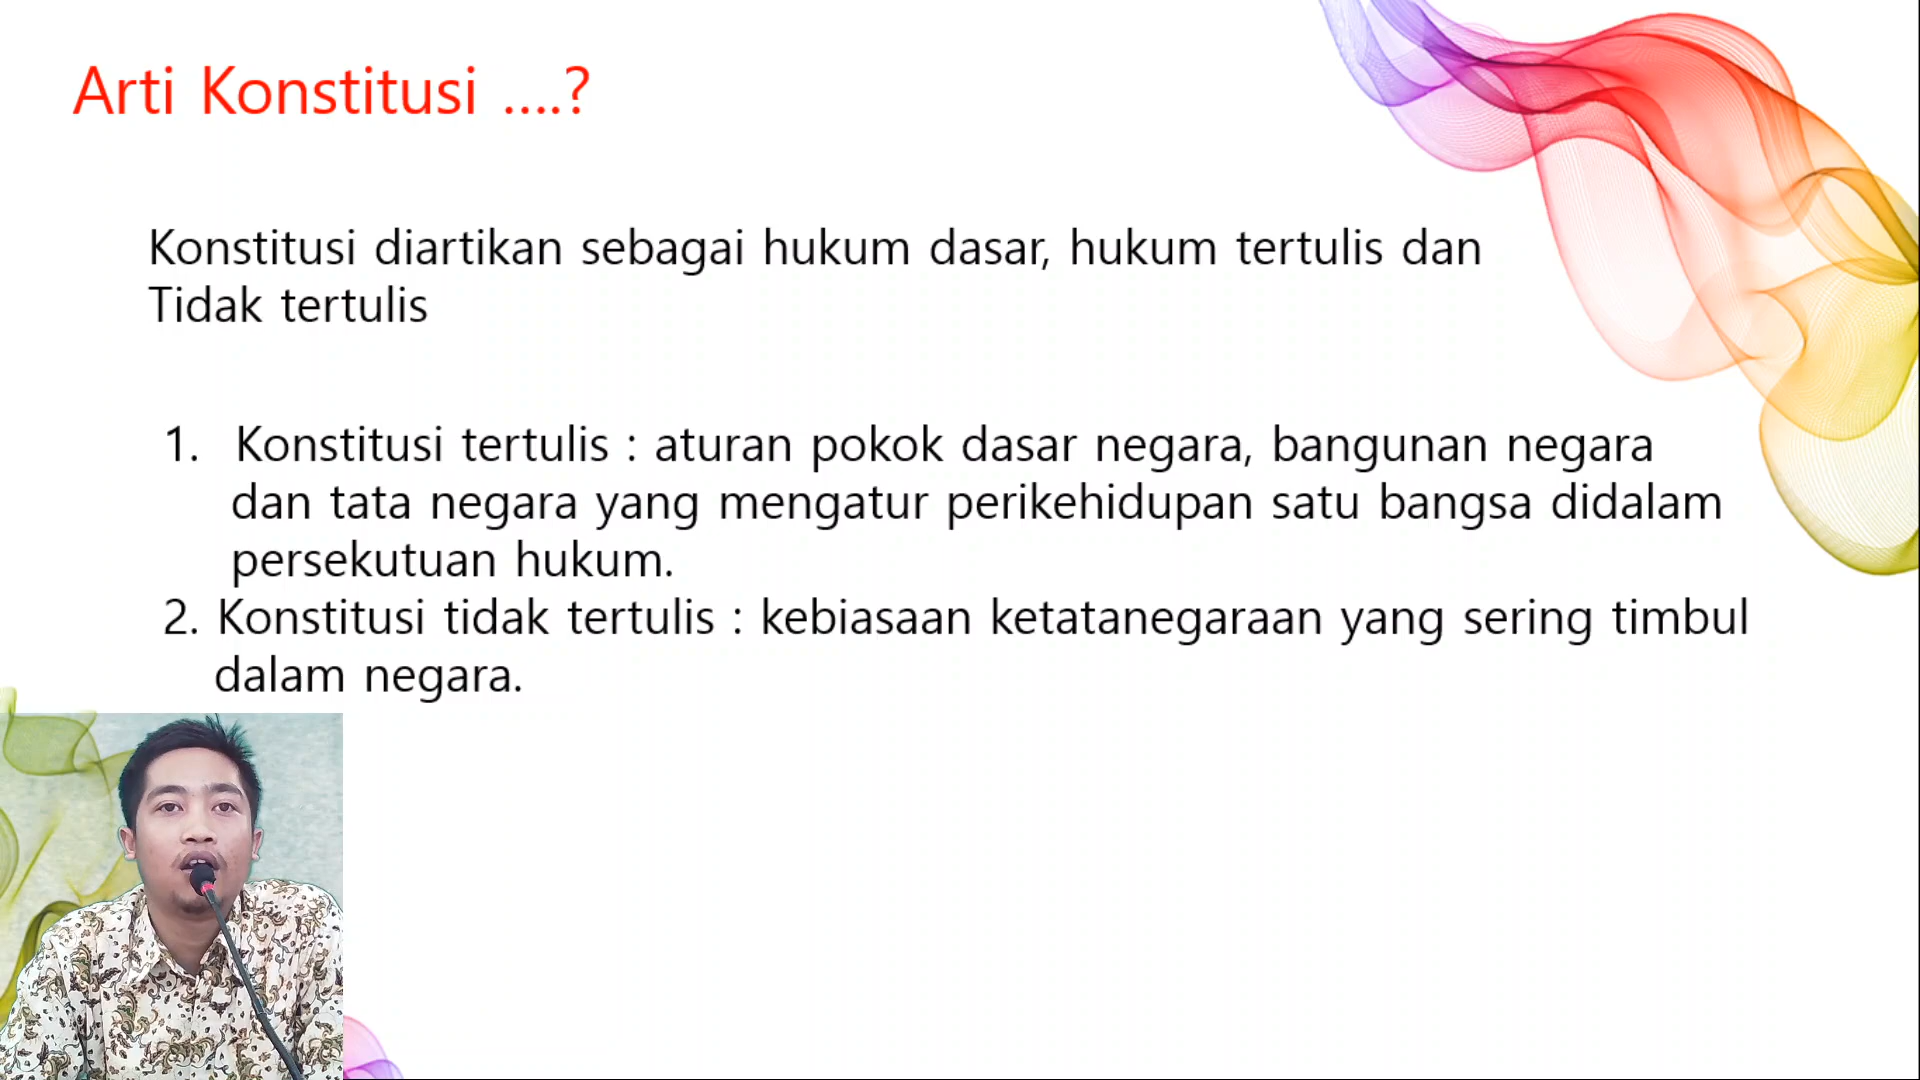 Arti Konstitusi ....?
Konstitusi diartikan sebagai hukum dasar, hukum tertulis dan
Tidak tertulis
1. Konstitusi tertulis : aturan pokok dasar negara, bangunan negara
dan tata negara yang mengatur perikehidupan satu bangsa didalam
persekutuan hukum.
2. Konstitusi tidak tertulis : kebiasaan ketatanegaraan yang sering timbul
dalam negara.